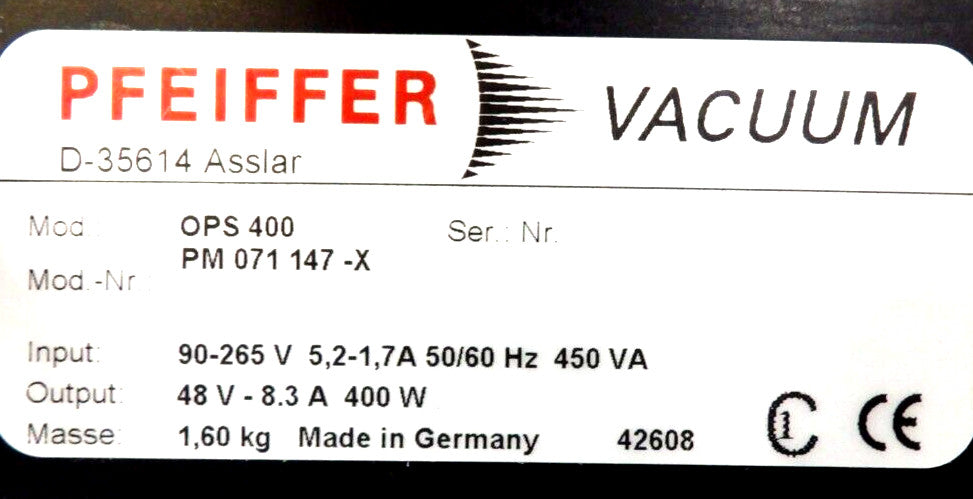 PFEIFFER VACUUM
D-35614 Asslar
Mod.: OPS 400 Ser.: Nr.
PM 071 147 -X
Mod.-Nr.:
Input: 90-265 V 5,2-1,7A 50/60 Hz 450 VA
Output: 48 V - 8.3 A 400 W
Masse: 1,60 kg Made in Germany 42608 C 1 CE